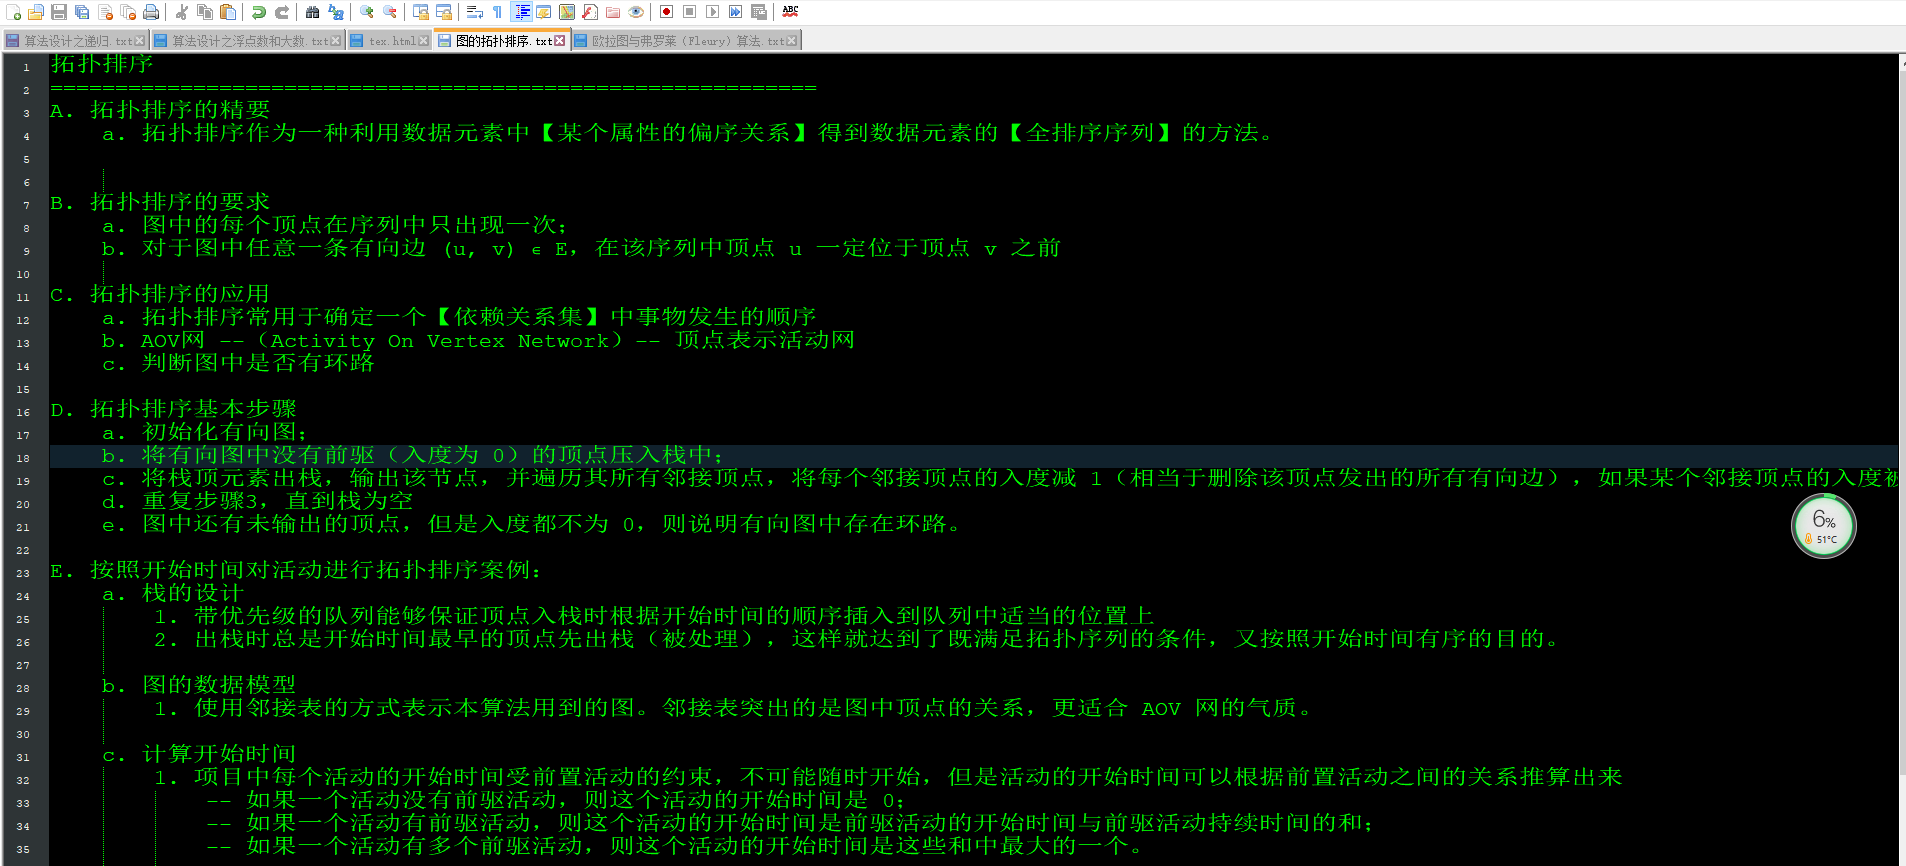 算法设计之递归.txt 算法设计之浮点数和大数.txt tex.html 图的拓扑排序.txt 欧拉图与弗罗莱（Fleury）算法.txt
1 拓扑排序
2 ===========================================================
3 A. 拓扑排序的精要
4 a. 拓扑排序作为一种利用数据元素中【某个属性的偏序关系】得到数据元素的【全排序序列】的方法。
5
6
7 B. 拓扑排序的要求
8 a. 图中的每个顶点在序列中只出现一次；
9 b. 对于图中任意一条有向边 (u, v) ∈ E，在该序列中顶点 u 一定位于顶点 v 之前
10
11 C. 拓扑排序的应用
12 a. 拓扑排序常用于确定一个【依赖关系集】中事物发生的顺序
13 b. AOV网 --（Activity On Vertex Network）-- 顶点表示活动网
14 c. 判断图中是否有环路
15
16 D. 拓扑排序基本步骤
17 a. 初始化有向图；
18 b. 将有向图中没有前驱（入度为 0）的顶点压入栈中；
19 c. 将栈顶元素出栈，输出该节点，并遍历其所有邻接顶点，将每个邻接顶点的入度减 1（相当于删除该顶点发出的所有有向边），如果某个邻接顶点的入度被
20 d. 重复步骤3，直到栈为空
21 e. 图中还有未输出的顶点，但是入度都不为 0，则说明有向图中存在环路。
22
23 E. 按照开始时间对活动进行拓扑排序案例：
24 a. 栈的设计
25 1. 带优先级的队列能够保证顶点入栈时根据开始时间的顺序插入到队列中适当的位置上
26 2. 出栈时总是开始时间最早的顶点先出栈（被处理），这样就达到了既满足拓扑序列的条件，又按照开始时间有序的目的。
27
28 b. 图的数据模型
29 1. 使用邻接表的方式表示本算法用到的图。邻接表突出的是图中顶点的关系，更适合 AOV 网的气质。
30
31 c. 计算开始时间
32 1. 项目中每个活动的开始时间受前置活动的约束，不可能随时开始，但是活动的开始时间可以根据前置活动之间的关系推算出来
33 -- 如果一个活动没有前驱活动，则这个活动的开始时间是 0；
34 -- 如果一个活动有前驱活动，则这个活动的开始时间是前驱活动的开始时间与前驱活动持续时间的和；
35 -- 如果一个活动有多个前驱活动，则这个活动的开始时间是这些和中最大的一个。
6%
51°C
ABC